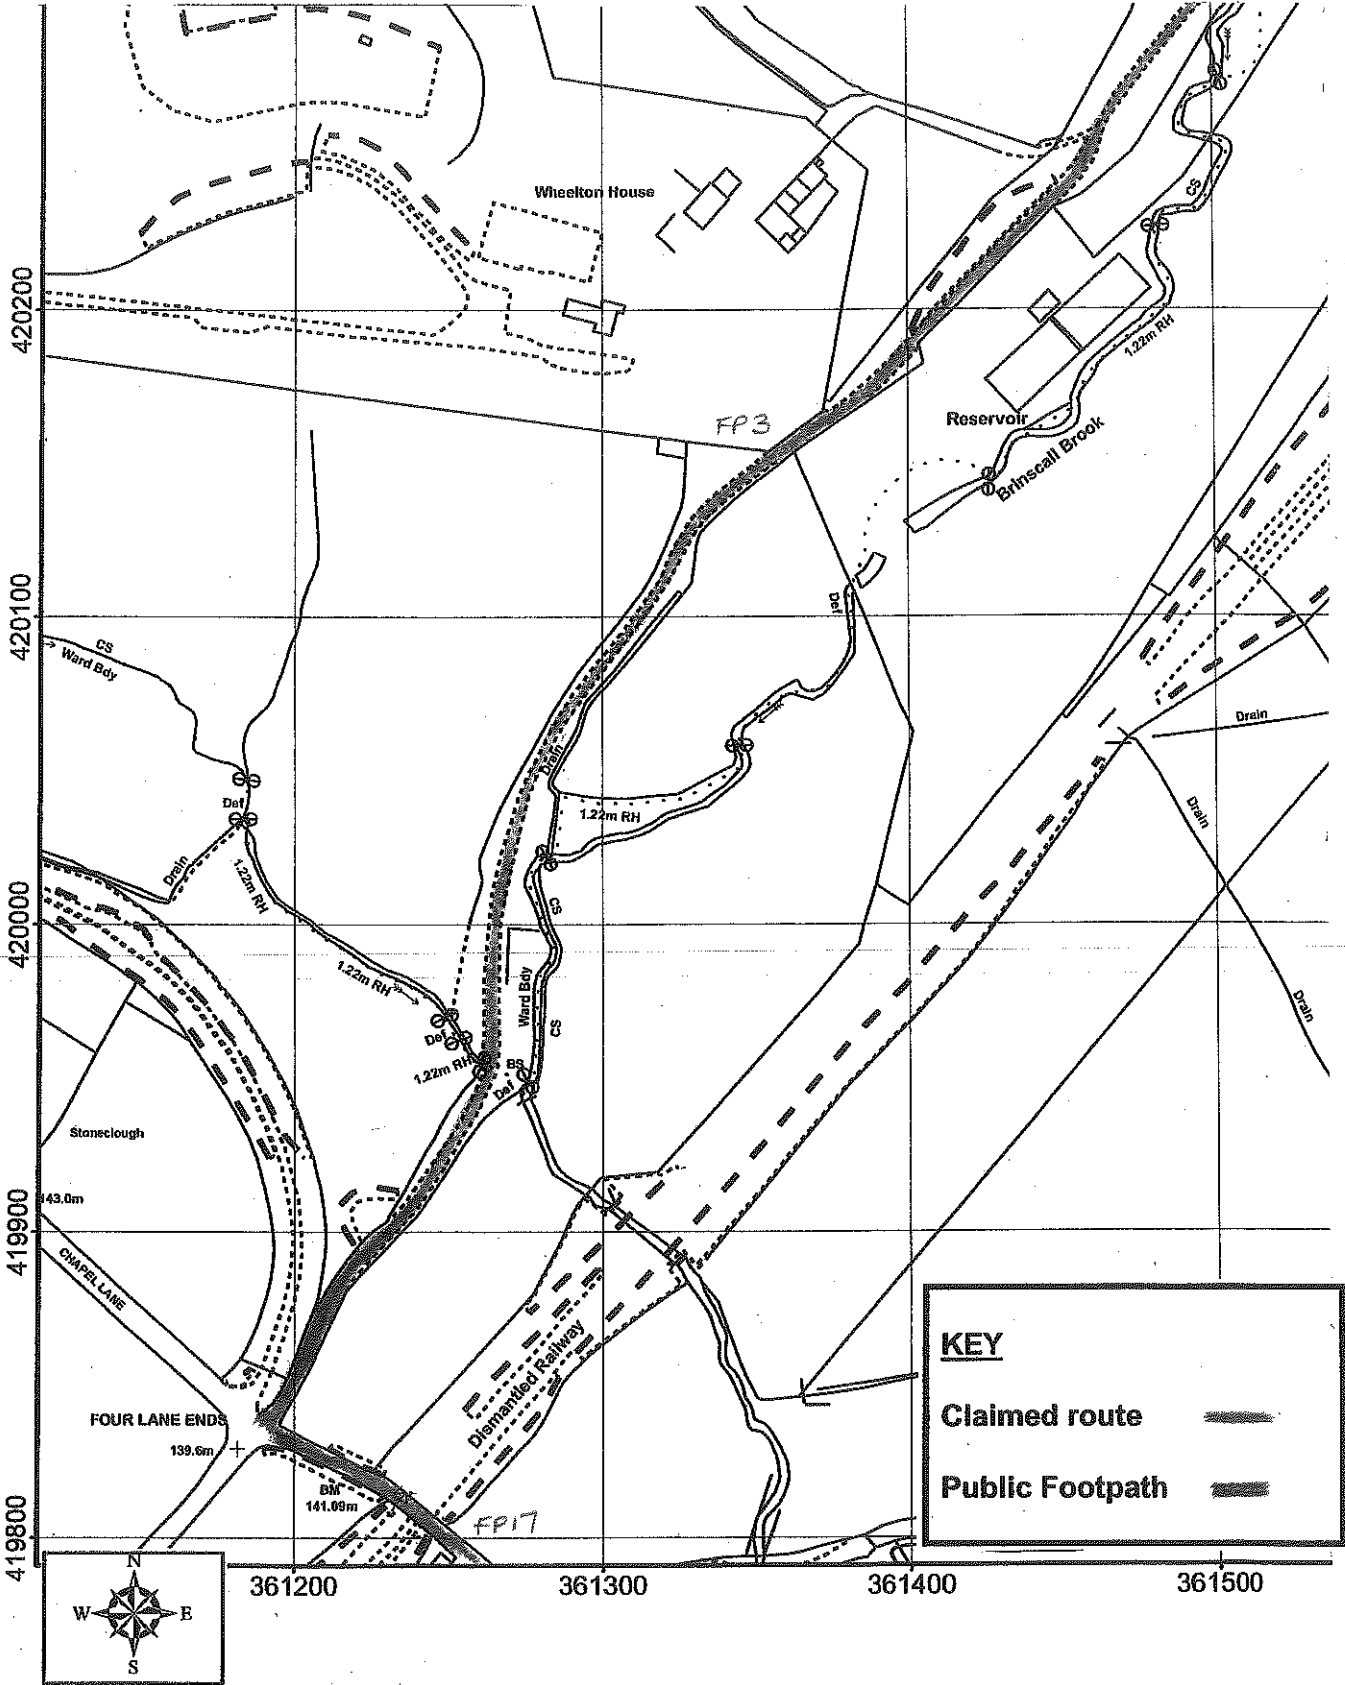 Wheelton House
CS
420200
1.22m RH
FP3
Reservoir
Brinscall Brook
Def
420100
CS
Ward Bdy
Drain
Drain
Drain
1.22m RH
Def
Drain
1.22m RH
CS
420000
1.22m RH
Ward Bdy
CS
Drain
Def
1.22m RH
BS
Def
Stoneclough
143.0m
419900
CHAPEL LANE
Dismantled Railway
KEY
Claimed route
Public Footpath
FOUR LANE ENDS
139.6m
BM
141.09m
FP17
419800
361200
361300
361400
361500
N
W
E
S